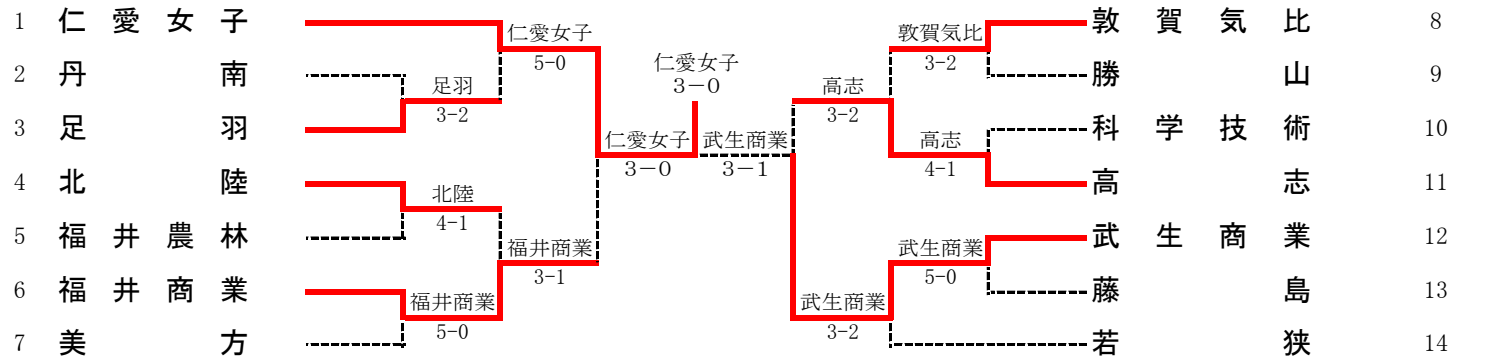 1 仁愛女子 仁愛女子 敦賀気比 敦賀気比 8
5-0 仁愛女子 3-2
2 丹南 足羽 3-0 高志 勝山 9
3-2 3-2
3 足羽 仁愛女子 武生商業 高志 科学技術 10
3-0 3-1 4-1
4 北陸 北陸 高志 11
4-1
5 福井農林 福井商業 武生商業 武生商業 12
3-1 5-0
6 福井商業 福井商業 武生商業 藤島 13
5-0 3-2
7 美方 若狭 14